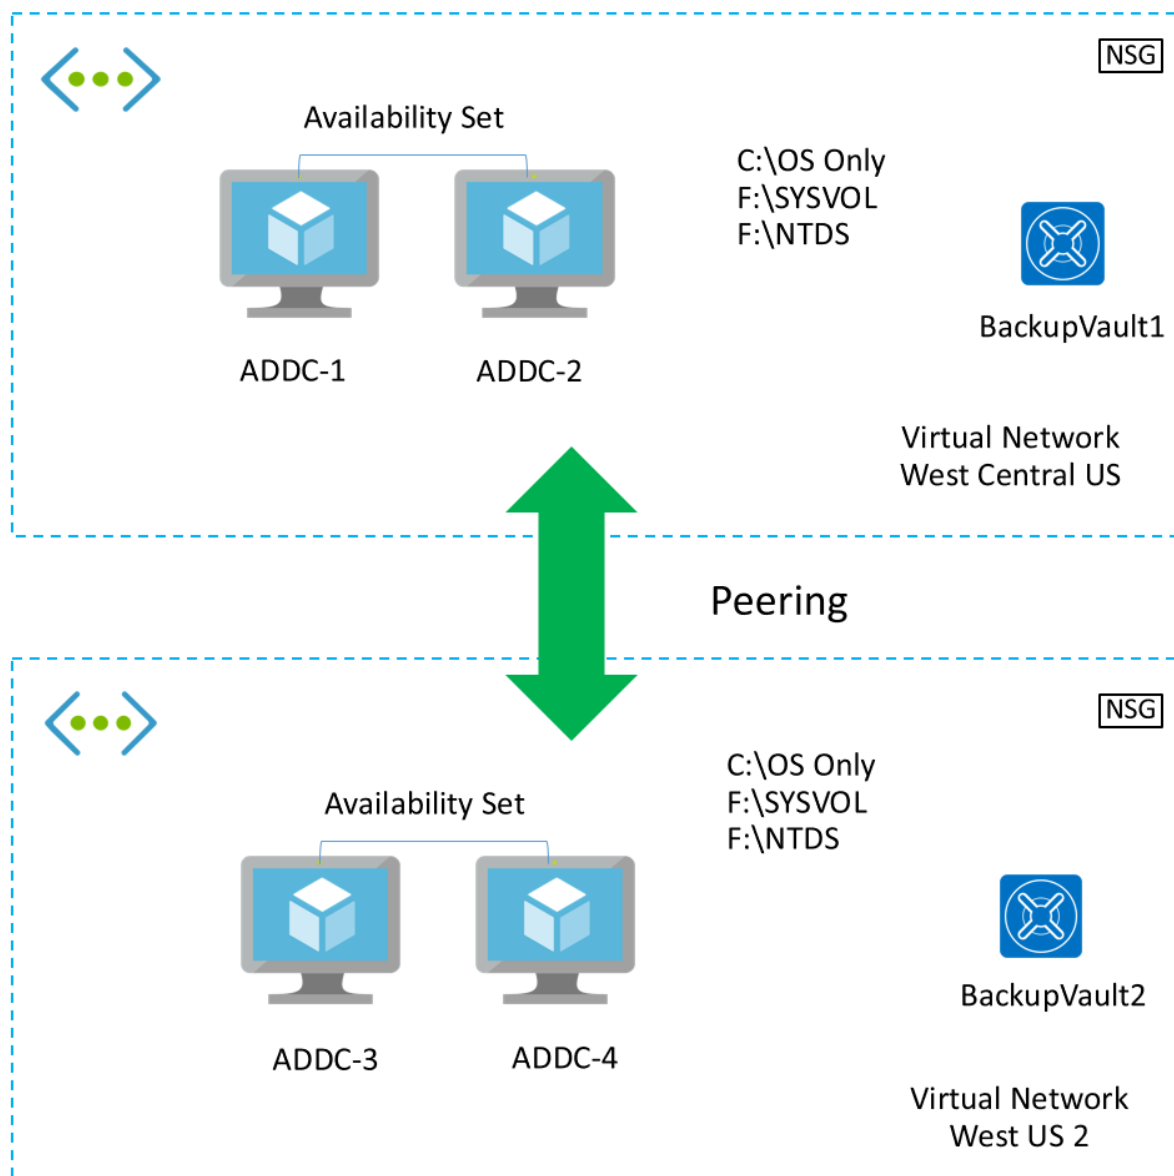 NSG
Availability Set
C:\OS Only
F:\SYSVOL
F:\NTDS
BackupVault1
ADDC-1
ADDC-2
Virtual Network
West Central US
Peering
NSG
C:\OS Only
F:\SYSVOL
F:\NTDS
Availability Set
BackupVault2
ADDC-3
ADDC-4
Virtual Network
West US 2